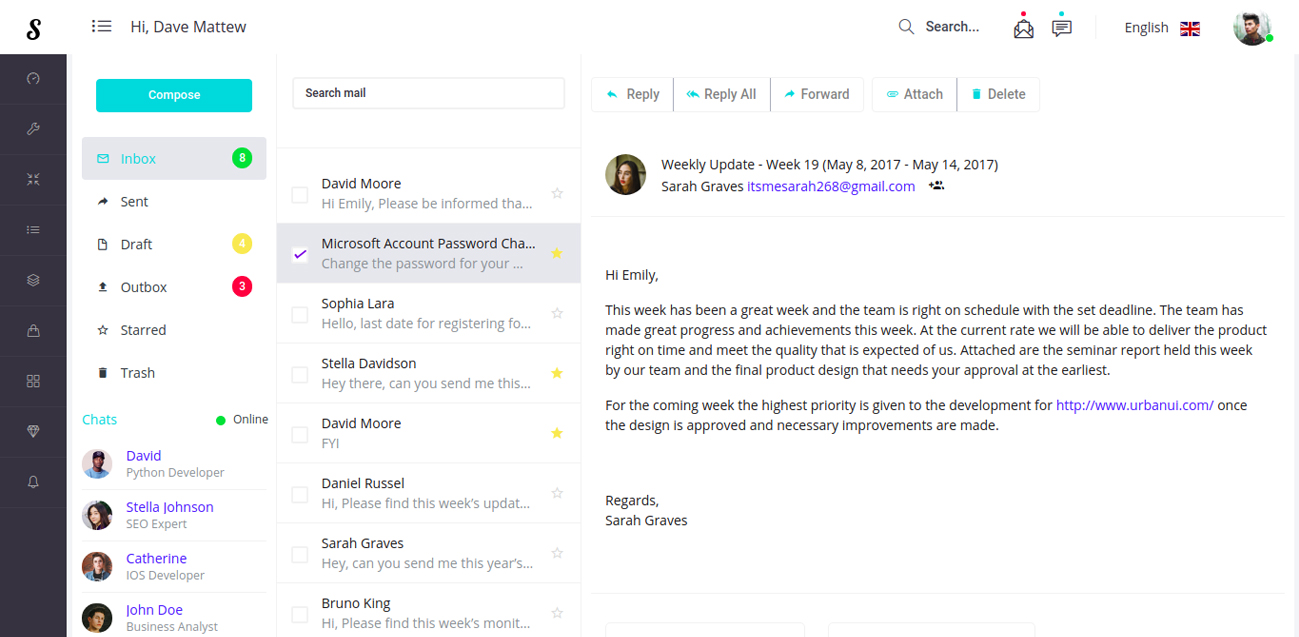 S
Hi, Dave Mattew
Search...
English
Compose
Inbox
8
Sent
Draft
4
Outbox
3
Starred
Trash
Chats
Online
David
Python Developer
Stella Johnson
SEO Expert
Catherine
IOS Developer
John Doe
Business Analyst
Search mail
David Moore
Hi Emily, Please be informed tha...
Microsoft Account Password Cha...
Change the password for your ...
Sophia Lara
Hello, last date for registering fo...
Stella Davidson
Hey there, can you send me this...
David Moore
FYI
Daniel Russel
Hi, Please find this week's updat...
Sarah Graves
Hey, can you send me this year's...
Bruno King
Hi, Please find this week's monit...
Reply
Reply All
Forward
Attach
Delete
Weekly Update - Week 19 (May 8, 2017 - May 14, 2017)
Sarah Graves itsmesarah268@gmail.com
Hi Emily,
This week has been a great week and the team is right on schedule with the set deadline. The team has
made great progress and achievements this week. At the current rate we will be able to deliver the product
right on time and meet the quality that is expected of us. Attached are the seminar report held this week
by our team and the final product design that needs your approval at the earliest.
For the coming week the highest priority is given to the development for http://www.urbanui.com/ once
the design is approved and necessary improvements are made.
Regards,
Sarah Graves